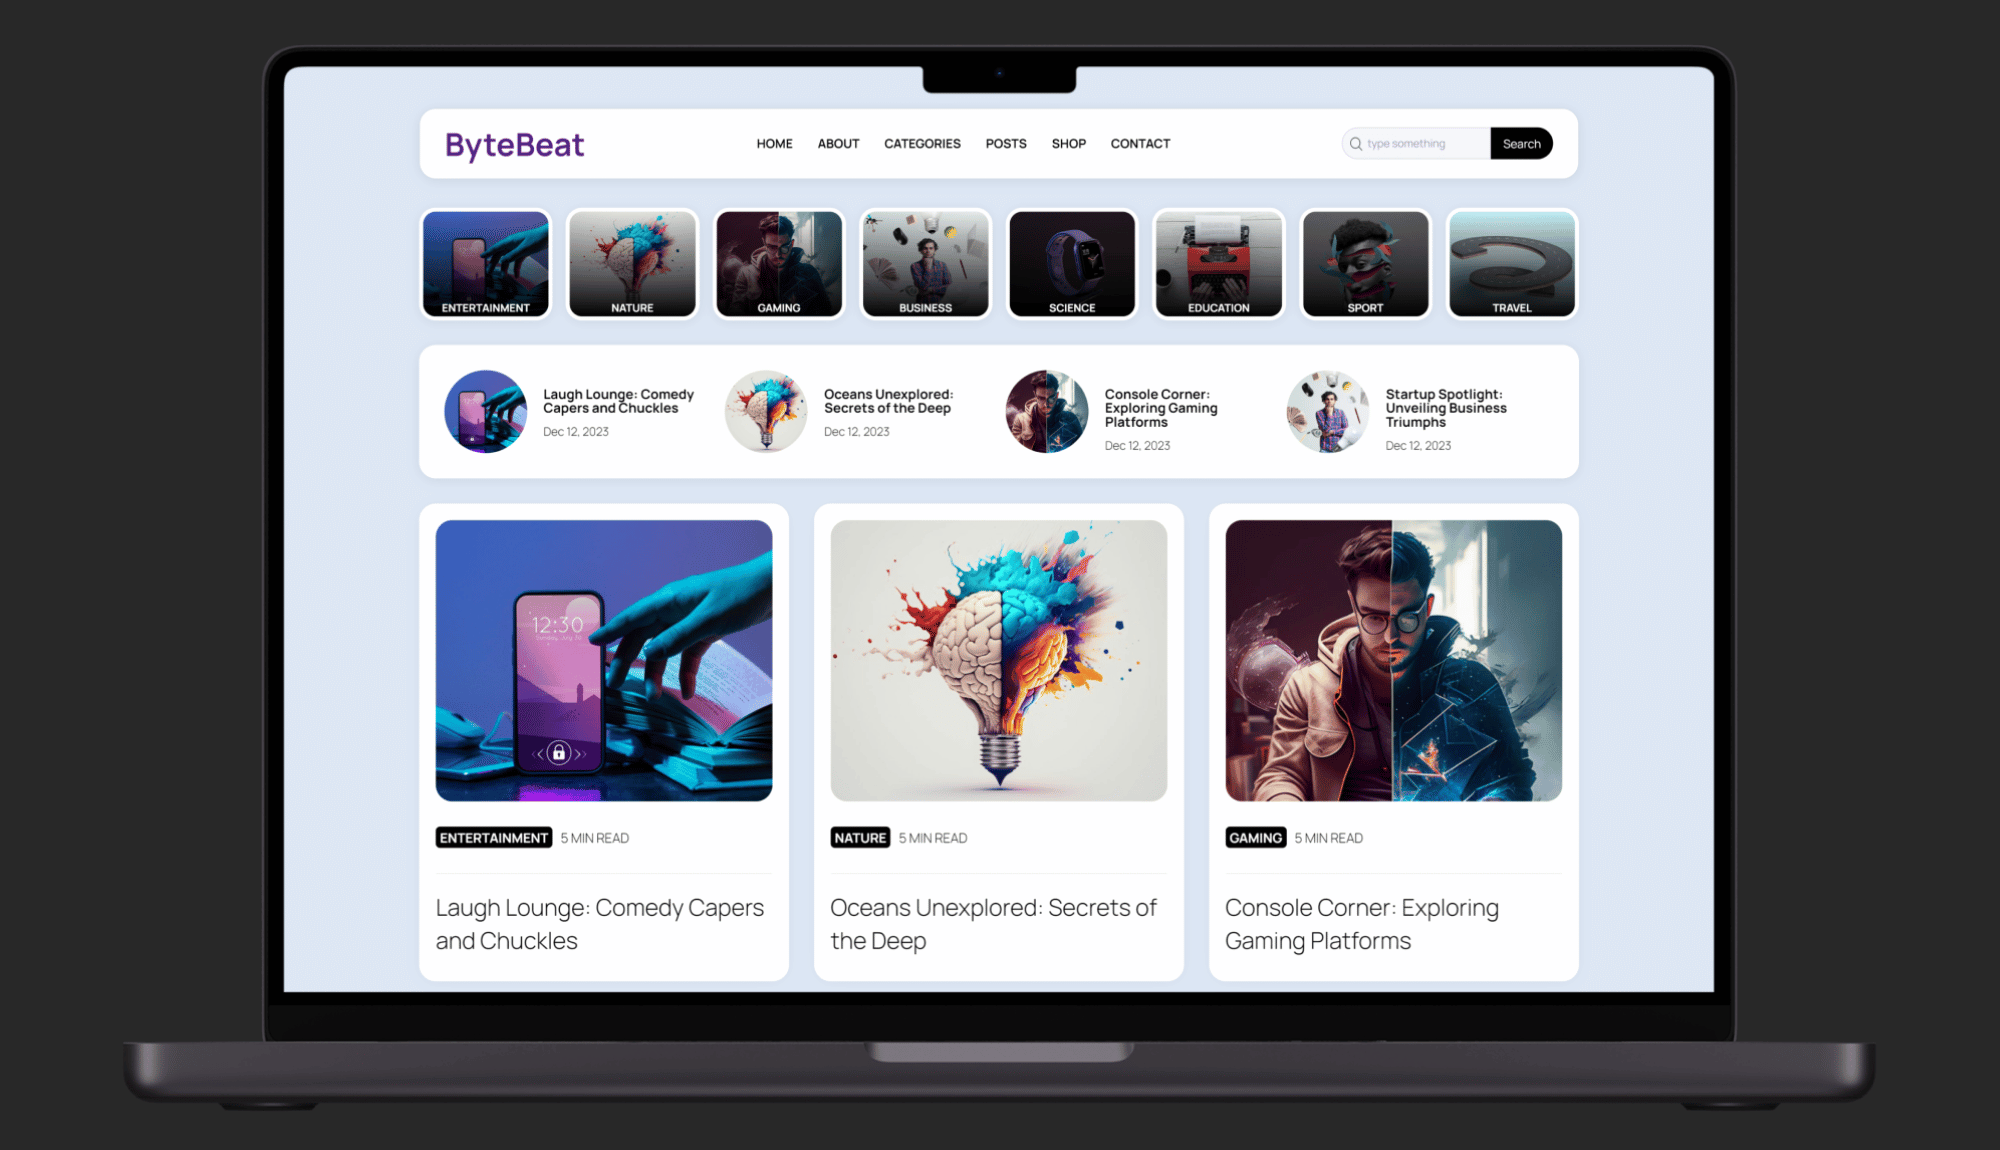 ByteBeat
HOME ABOUT CATEGORIES POSTS SHOP CONTACT
type something Search
ENTERTAINMENT
NATURE
GAMING
BUSINESS
SCIENCE
EDUCATION
SPORT
TRAVEL
Laugh Lounge: Comedy
Capers and Chuckles
Dec 12, 2023
Oceans Unexplored:
Secrets of the Deep
Dec 12, 2023
Console Corner:
Exploring Gaming
Platforms
Dec 12, 2023
Startup Spotlight:
Unveiling Business
Triumphs
Dec 12, 2023
12:30
ENTERTAINMENT 5 MIN READ
Laugh Lounge: Comedy Capers
and Chuckles
NATURE 5 MIN READ
Oceans Unexplored: Secrets of
the Deep
GAMING 5 MIN READ
Console Corner: Exploring
Gaming Platforms